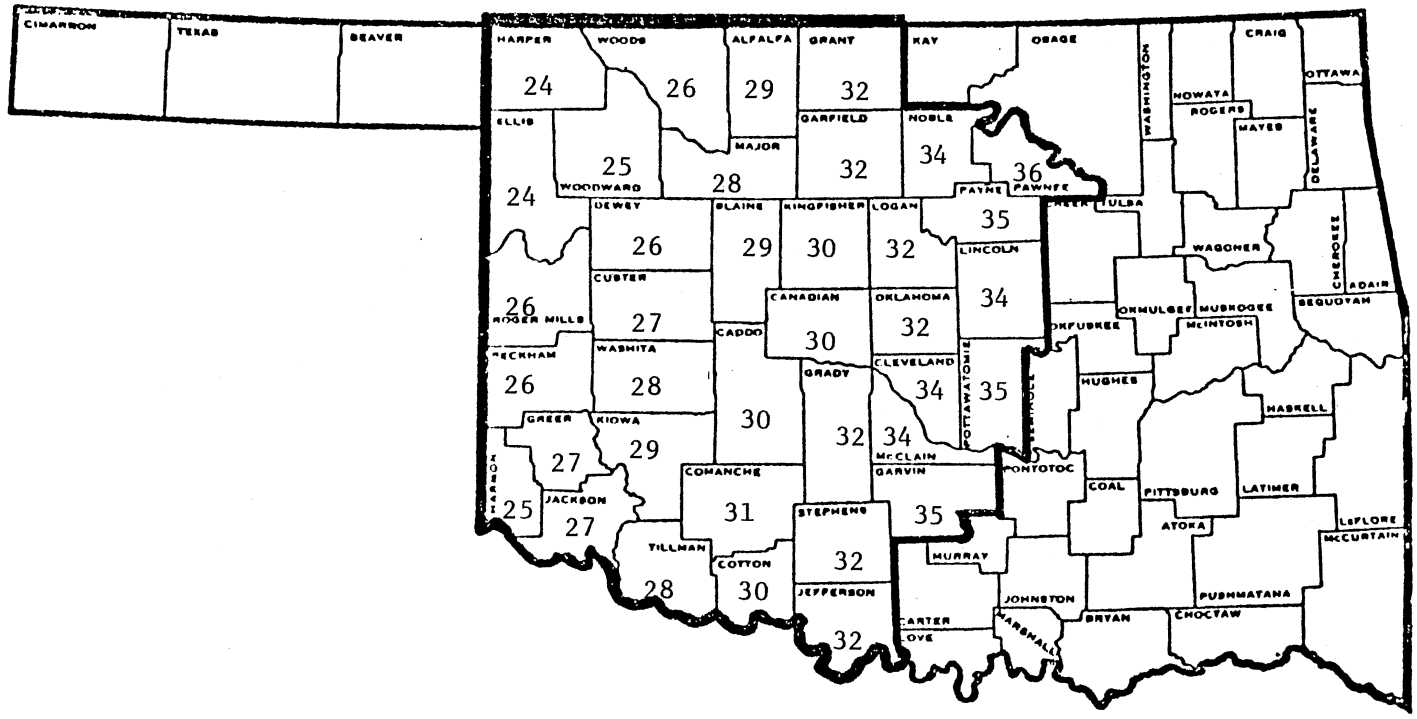 CIMARRON
TEXAS
BEAVER
HARPER
24
WOODS
26
ALFALFA
29
GRANT
32
KAY
OSAGE
WASHINGTON
NOWATA
CRAIG
OTTAWA
ROGERS
MAYES
DELAWARE
ELLIS
24
WOODWARD
25
MAJOR
28
GARFIELD
32
NOBLE
34
PAWNEE
36
PAYNE
35
CREEK
TULSA
WAGONER
CHEROKEE
ADAIR
DEWEY
26
BLAINE
29
KINGFISHER
30
LOGAN
32
LINCOLN
34
ROGER MILLS
26
CUSTER
27
CANADIAN
30
OKLAHOMA
32
OKFUSKEE
OKMULGEE
MUSKOGEE
MCINTOSH
SEQUOYAH
BECKHAM
26
WASHITA
28
CADDO
30
GRADY
32
CLEVELAND
34
POTTAWATOMIE
35
SEMINOLE
HUGHES
HASKELL
GREER
27
KIOWA
29
MCCLAIN
34
HARMON
25
JACKSON
27
COMANCHE
31
GARVIN
35
PONTOTOC
COAL
PITTSBURG
LATIMER
LEFLORE
ATOKA
MCCURTAIN
STEPHENS
32
TILLMAN
28
COTTON
30
MURRAY
JEFFERSON
32
CARTER
LOVE
JOHNSTON
MARSHALL
BRYAN
CHOCTAW
PUSHMATAHA